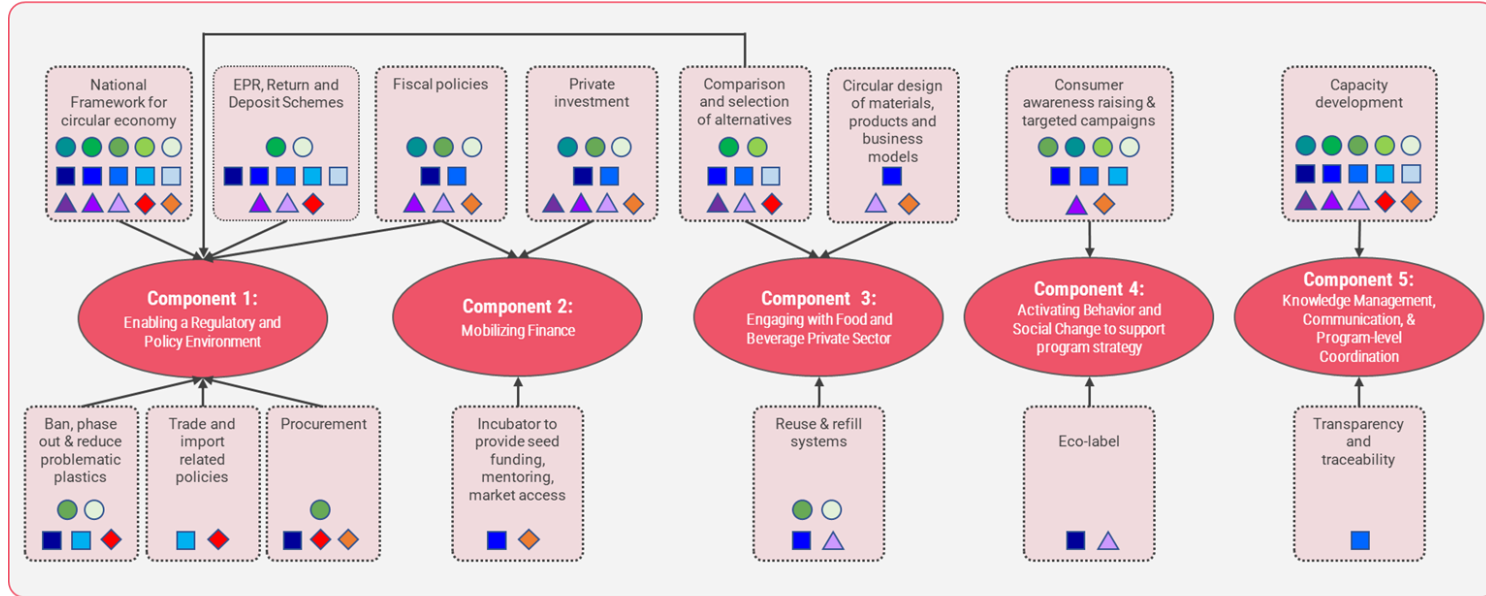 National
Framework for
circular economy
EPR, Return and
Deposit Schemes
Fiscal policies
Private
investment
Comparison
and selection
of alternatives
Circular design
of materials,
products and
business
models
Consumer
awareness raising &
targeted campaigns
Capacity
development
Component 1:
Enabling a Regulatory and
Policy Environment
Component 2:
Mobilizing Finance
Component 3:
Engaging with Food and
Beverage Private Sector
Component 4:
Activating Behavior and
Social Change to support
program strategy
Component 5:
Knowledge Management,
Communication, &
Program-level
Coordination
Ban, phase
out & reduce
problematic
plastics
Trade and
import
related
policies
Procurement
Incubator to
provide seed
funding,
mentoring,
market access
Reuse & refill
systems
Eco-label
Transparency
and
traceability